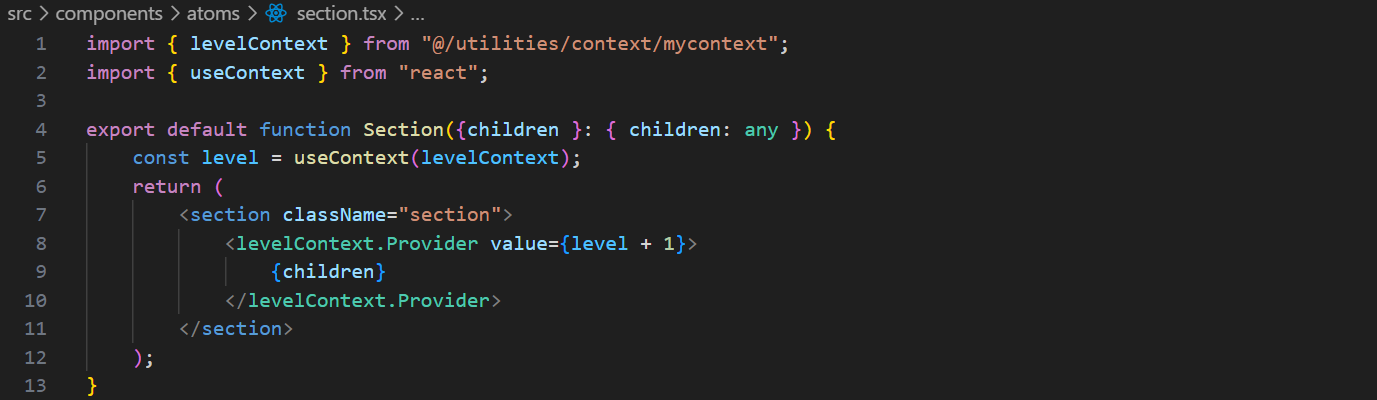 src > components > atoms > section.tsx > ...
1 import { levelContext } from "@/utilities/context/mycontext";
2 import { useContext } from "react";
3
4 export default function Section({children }: { children: any }) {
5     const level = useContext(levelContext);
6     return (
7         <section className="section">
8             <levelContext.Provider value={level + 1}>
9                 {children}
10             </levelContext.Provider>
11         </section>
12     );
13 }